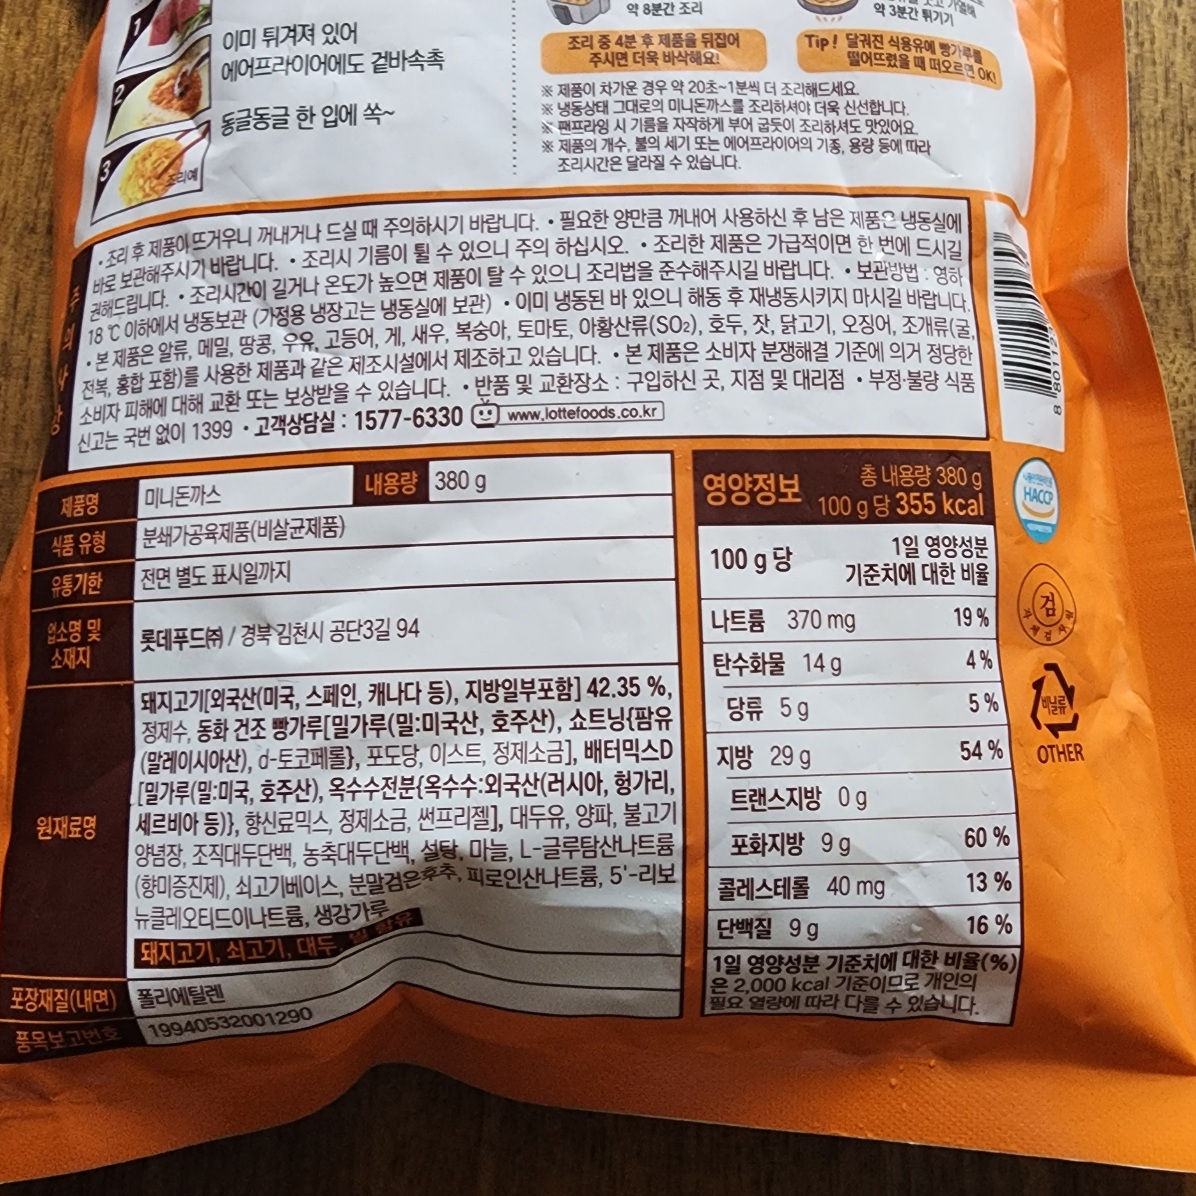 1
2
3
조리예
이미 튀겨져 있어
에어프라이어에도 겉바속촉
동글동글 한 입에 쏙~
약 8분간 조리
약 3분간 튀기기
조리 중 4분 후 제품을 뒤집어
주시면 더욱 바삭해요!
Tip! 달궈진 식용유에 빵가루를
떨어뜨렸을 때 떠오르면 OK!
※ 제품이 차가운 경우 약 20초~1분씩 더 조리해드세요.
※ 냉동상태 그대로의 미니돈까스를 조리하셔야 더욱 신선합니다.
※ 팬프라잉 시 기름을 자작하게 부어 굽듯이 조리하셔도 맛있어요.
※ 제품의 개수, 불의 세기 또는 에어프라이어의 기종, 용량 등에 따라
조리시간은 달라질 수 있습니다.
• 조리 후 제품이 뜨거우니 꺼내거나 드실 때 주의하시기 바랍니다. • 필요한 양만큼 꺼내어 사용하신 후 남은 제품은 냉동실에
바로 보관해주시기 바랍니다. • 조리시 기름이 튈 수 있으니 주의 하십시오. • 조리한 제품은 가급적이면 한 번에 드시길
권해드립니다. • 조리시간이 길거나 온도가 높으면 제품이 탈 수 있으니 조리법을 준수해주시길 바랍니다. • 보관방법 : 영하
18 ℃ 이하에서 냉동보관 (가정용 냉장고는 냉동실에 보관) • 이미 냉동된 바 있으니 해동 후 재냉동시키지 마시길 바랍니다.
• 본 제품은 알류, 메밀, 땅콩, 우유, 고등어, 게, 새우, 복숭아, 토마토, 아황산류(SO2), 호두, 잣, 닭고기, 오징어, 조개류(굴,
전복, 홍합 포함)를 사용한 제품과 같은 제조시설에서 제조하고 있습니다. • 본 제품은 소비자 분쟁해결 기준에 의거 정당한
소비자 피해에 대해 교환 또는 보상받을 수 있습니다. • 반품 및 교환장소 : 구입하신 곳, 지점 및 대리점 • 부정·불량 식품
신고는 국번 없이 1399 • 고객상담실 : 1577-6330 www.lottefoods.co.kr
제품명 미니돈까스 내용량 380 g
식품 유형 분쇄가공육제품(비살균제품)
유통기한 전면 별도 표시일까지
업소명 및
소재지
롯데푸드㈜ / 경북 김천시 공단3길 94
원재료명
돼지고기[외국산(미국, 스페인, 캐나다 등), 지방일부포함] 42.35 %,
정제수, 동화 건조 빵가루[밀가루(밀:미국산, 호주산), 쇼트닝{팜유
(말레이시아산), d-토코페롤}, 포도당, 이스트, 정제소금], 배터믹스D
[밀가루(밀:미국, 호주산), 옥수수전분{옥수수:외국산(러시아, 헝가리,
세르비아 등)}, 향신료믹스, 정제소금, 썬프리젤], 대두유, 양파, 불고기
양념장, 조직대두단백, 농축대두단백, 설탕, 마늘, L-글루탐산나트륨
(향미증진제), 쇠고기베이스, 분말검은후추, 피로인산나트륨, 5'-리보
뉴클레오티드이나트륨, 생강가루
돼지고기, 쇠고기, 대두, 밀 함유
포장재질(내면) 폴리에틸렌
품목보고번호 19940532001290
영양정보 총 내용량 380 g
100 g 당 355 kcal
100 g 당 1일 영양성분
기준치에 대한 비율
나트륨 370 mg 19 %
탄수화물 14 g 4 %
당류 5 g 5 %
지방 29 g 54 %
트랜스지방 0 g
포화지방 9 g 60 %
콜레스테롤 40 mg 13 %
단백질 9 g 16 %
1일 영양성분 기준치에 대한 비율(%)
은 2,000 kcal 기준이므로 개인의
필요 열량에 따라 다를 수 있습니다.
HACCP
검
비닐류
OTHER